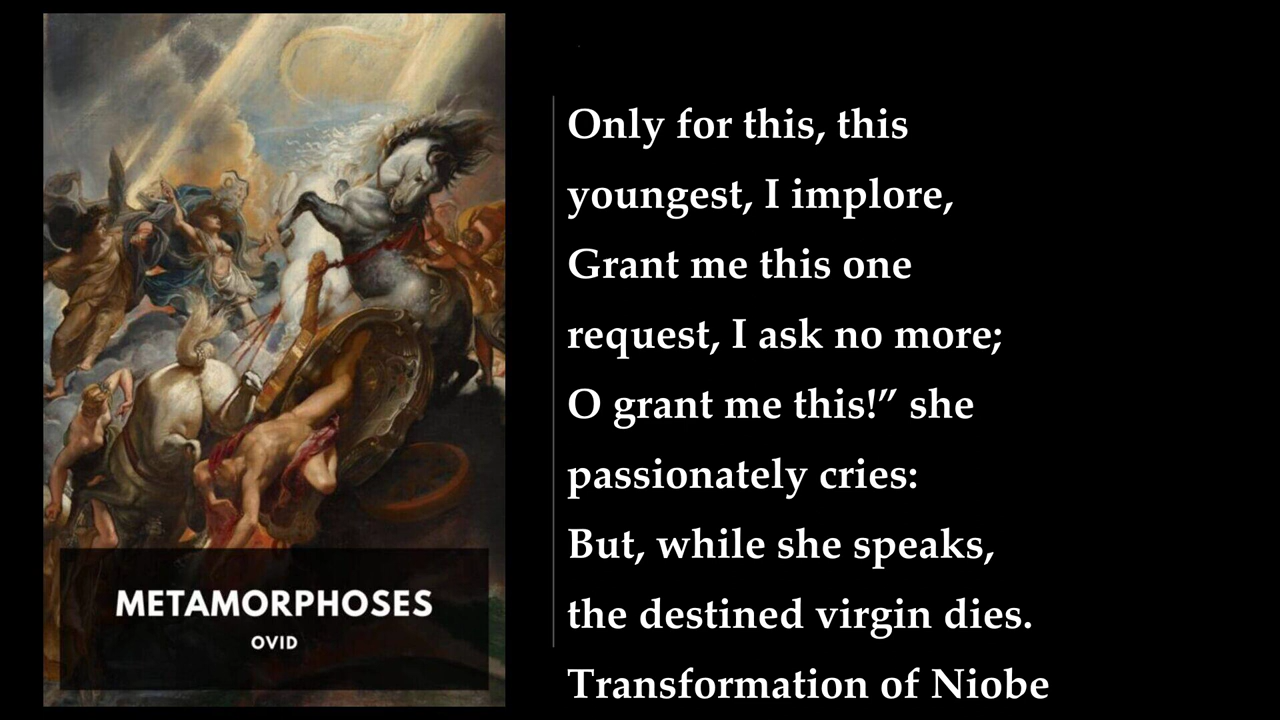 METAMORPHOSES
OVID
Only for this, this
youngest, I implore,
Grant me this one
request, I ask no more;
O grant me this!” she
passionately cries:
But, while she speaks,
the destined virgin dies.
Transformation of Niobe